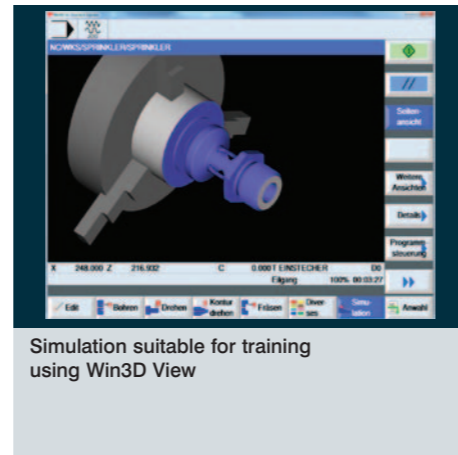 NC/WKS/SPRINKLER/SPRINKLER
Seiten-
ansicht
Weitere
Ansichten
Details
Programm-
steuerung
X 248.000 Z 216.932 C 0.000 T EINSTECHER D0
Eilgang 100% 00:03:27
Edit Bohren Drehen Kontur drehen Fräsen Diver-ses Simu-lation Anwahl
Simulation suitable for training
using Win3D View